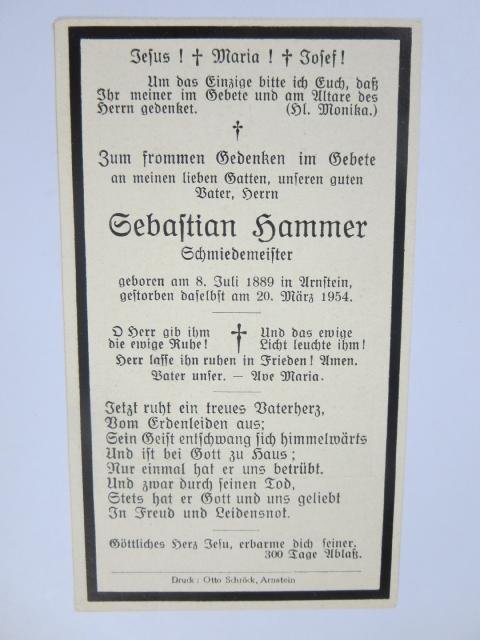 Jesus ! † Maria ! † Josef !
Um das Einzige bitte ich Euch, daß
Ihr meiner im Gebete und am Altare des
Herrn gedenket. (Hl. Monika.)
†
Zum frommen Gedenken im Gebete
an meinen lieben Gatten, unseren guten
Vater, Herrn
Sebastian Hammer
Schmiedemeister
geboren am 8. Juli 1889 in Arnstein,
gestorben daselbst am 20. März 1954.
O Herr gib ihm † Und das ewige
die ewige Ruhe ! Licht leuchte ihm !
Herr lasse ihn ruhen in Frieden ! Amen.
Vater unser. — Ave Maria.
Jetzt ruht ein treues Vaterherz,
Vom Erdenleiden aus;
Sein Geist entschwang sich himmelwärts
Und ist bei Gott zu Haus ;
Nur einmal hat er uns betrübt.
Und zwar durch seinen Tod,
Stets hat er Gott und uns geliebt
In Freud und Leidensnot.
Göttliches Herz Jesu, erbarme dich seiner.
300 Tage Ablaß.
Druck : Otto Schröck, Arnstein